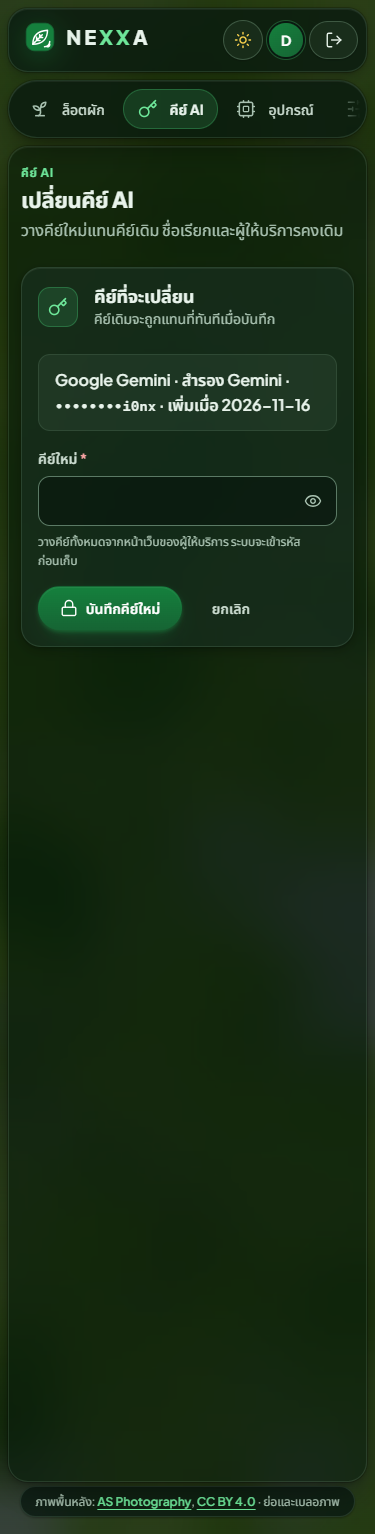 NEXXA
D
ล็อตผัก
คีย์ AI
อุปกรณ์
คีย์ AI
เปลี่ยนคีย์ AI
วางคีย์ใหม่แทนคีย์เดิม ชื่อเรียกและผู้ให้บริการคงเดิม
คีย์ที่จะเปลี่ยน
คีย์เดิมจะถูกแทนที่ทันทีเมื่อบันทึก
Google Gemini · สำรอง Gemini ·
••••••••i0nx · เพิ่มเมื่อ 2026-11-16
คีย์ใหม่ *
วางคีย์ทั้งหมดจากหน้าเว็บของผู้ให้บริการ ระบบจะเข้ารหัส
ก่อนเก็บ
บันทึกคีย์ใหม่
ยกเลิก
ภาพพื้นหลัง: AS Photography, CC BY 4.0 · ย่อและเบลอภาพ